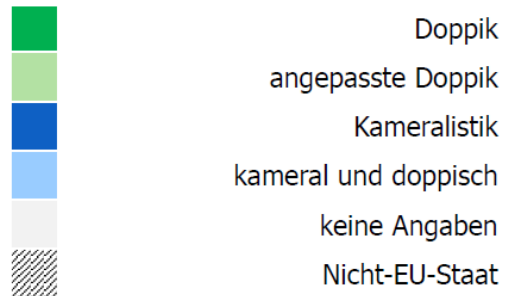 Doppik
angepasste Doppik
Kameralistik
kameral und doppisch
keine Angaben
Nicht-EU-Staat